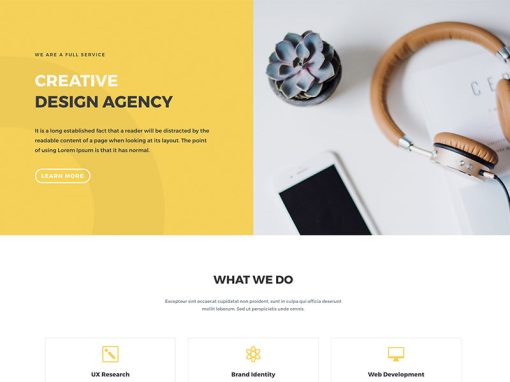 WE ARE A FULL SERVICE
CREATIVE
DESIGN AGENCY
It is a long established fact that a reader will be distracted by the
readable content of a page when looking at its layout. The point
of using Lorem Ipsum is that it has normal.
LEARN MORE
WHAT WE DO
Excepteur sint occaecat cupidatat non proident, sunt in culpa qui officia deserunt
mollit laborum. Sed ut perspiciatis unde omnis.
UX Research
Brand Identity
Web Development